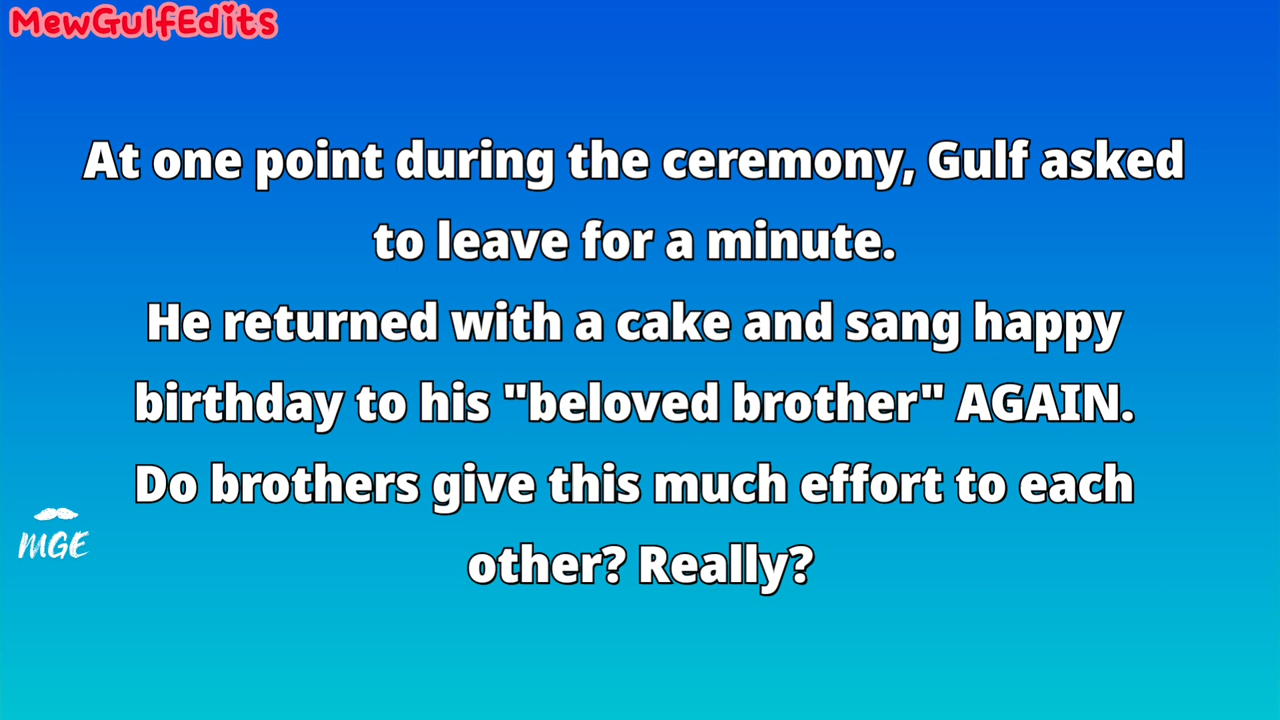 MewGulfEdits
At one point during the ceremony, Gulf asked
to leave for a minute.
He returned with a cake and sang happy
birthday to his "beloved brother" AGAIN.
Do brothers give this much effort to each
other? Really?
MGE